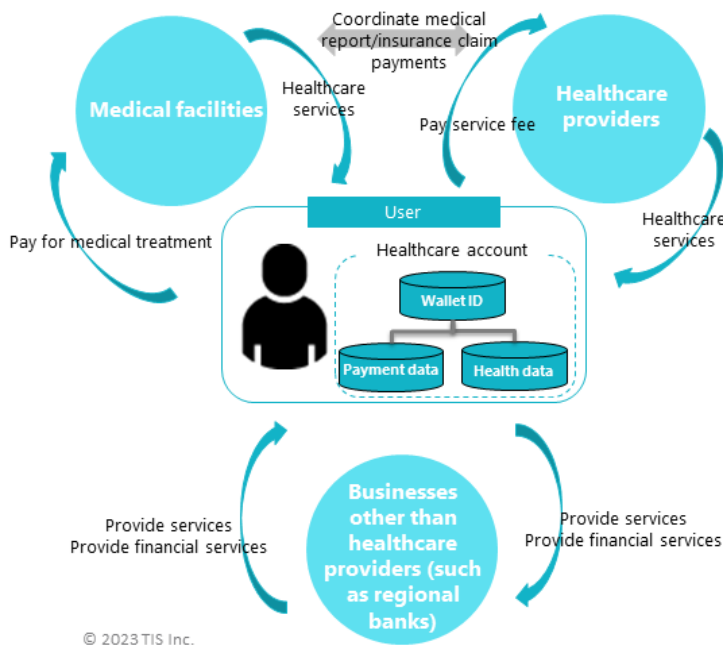 Coordinate medical
report/insurance claim
payments
Medical facilities
Healthcare
services
Pay service fee
Healthcare
providers
Pay for medical treatment
Healthcare
services
User
Healthcare account
Wallet ID
Payment data
Health data
Provide services
Provide financial services
Businesses
other than
healthcare
providers (such
as regional
banks)
Provide services
Provide financial services
© 2023 TIS Inc.